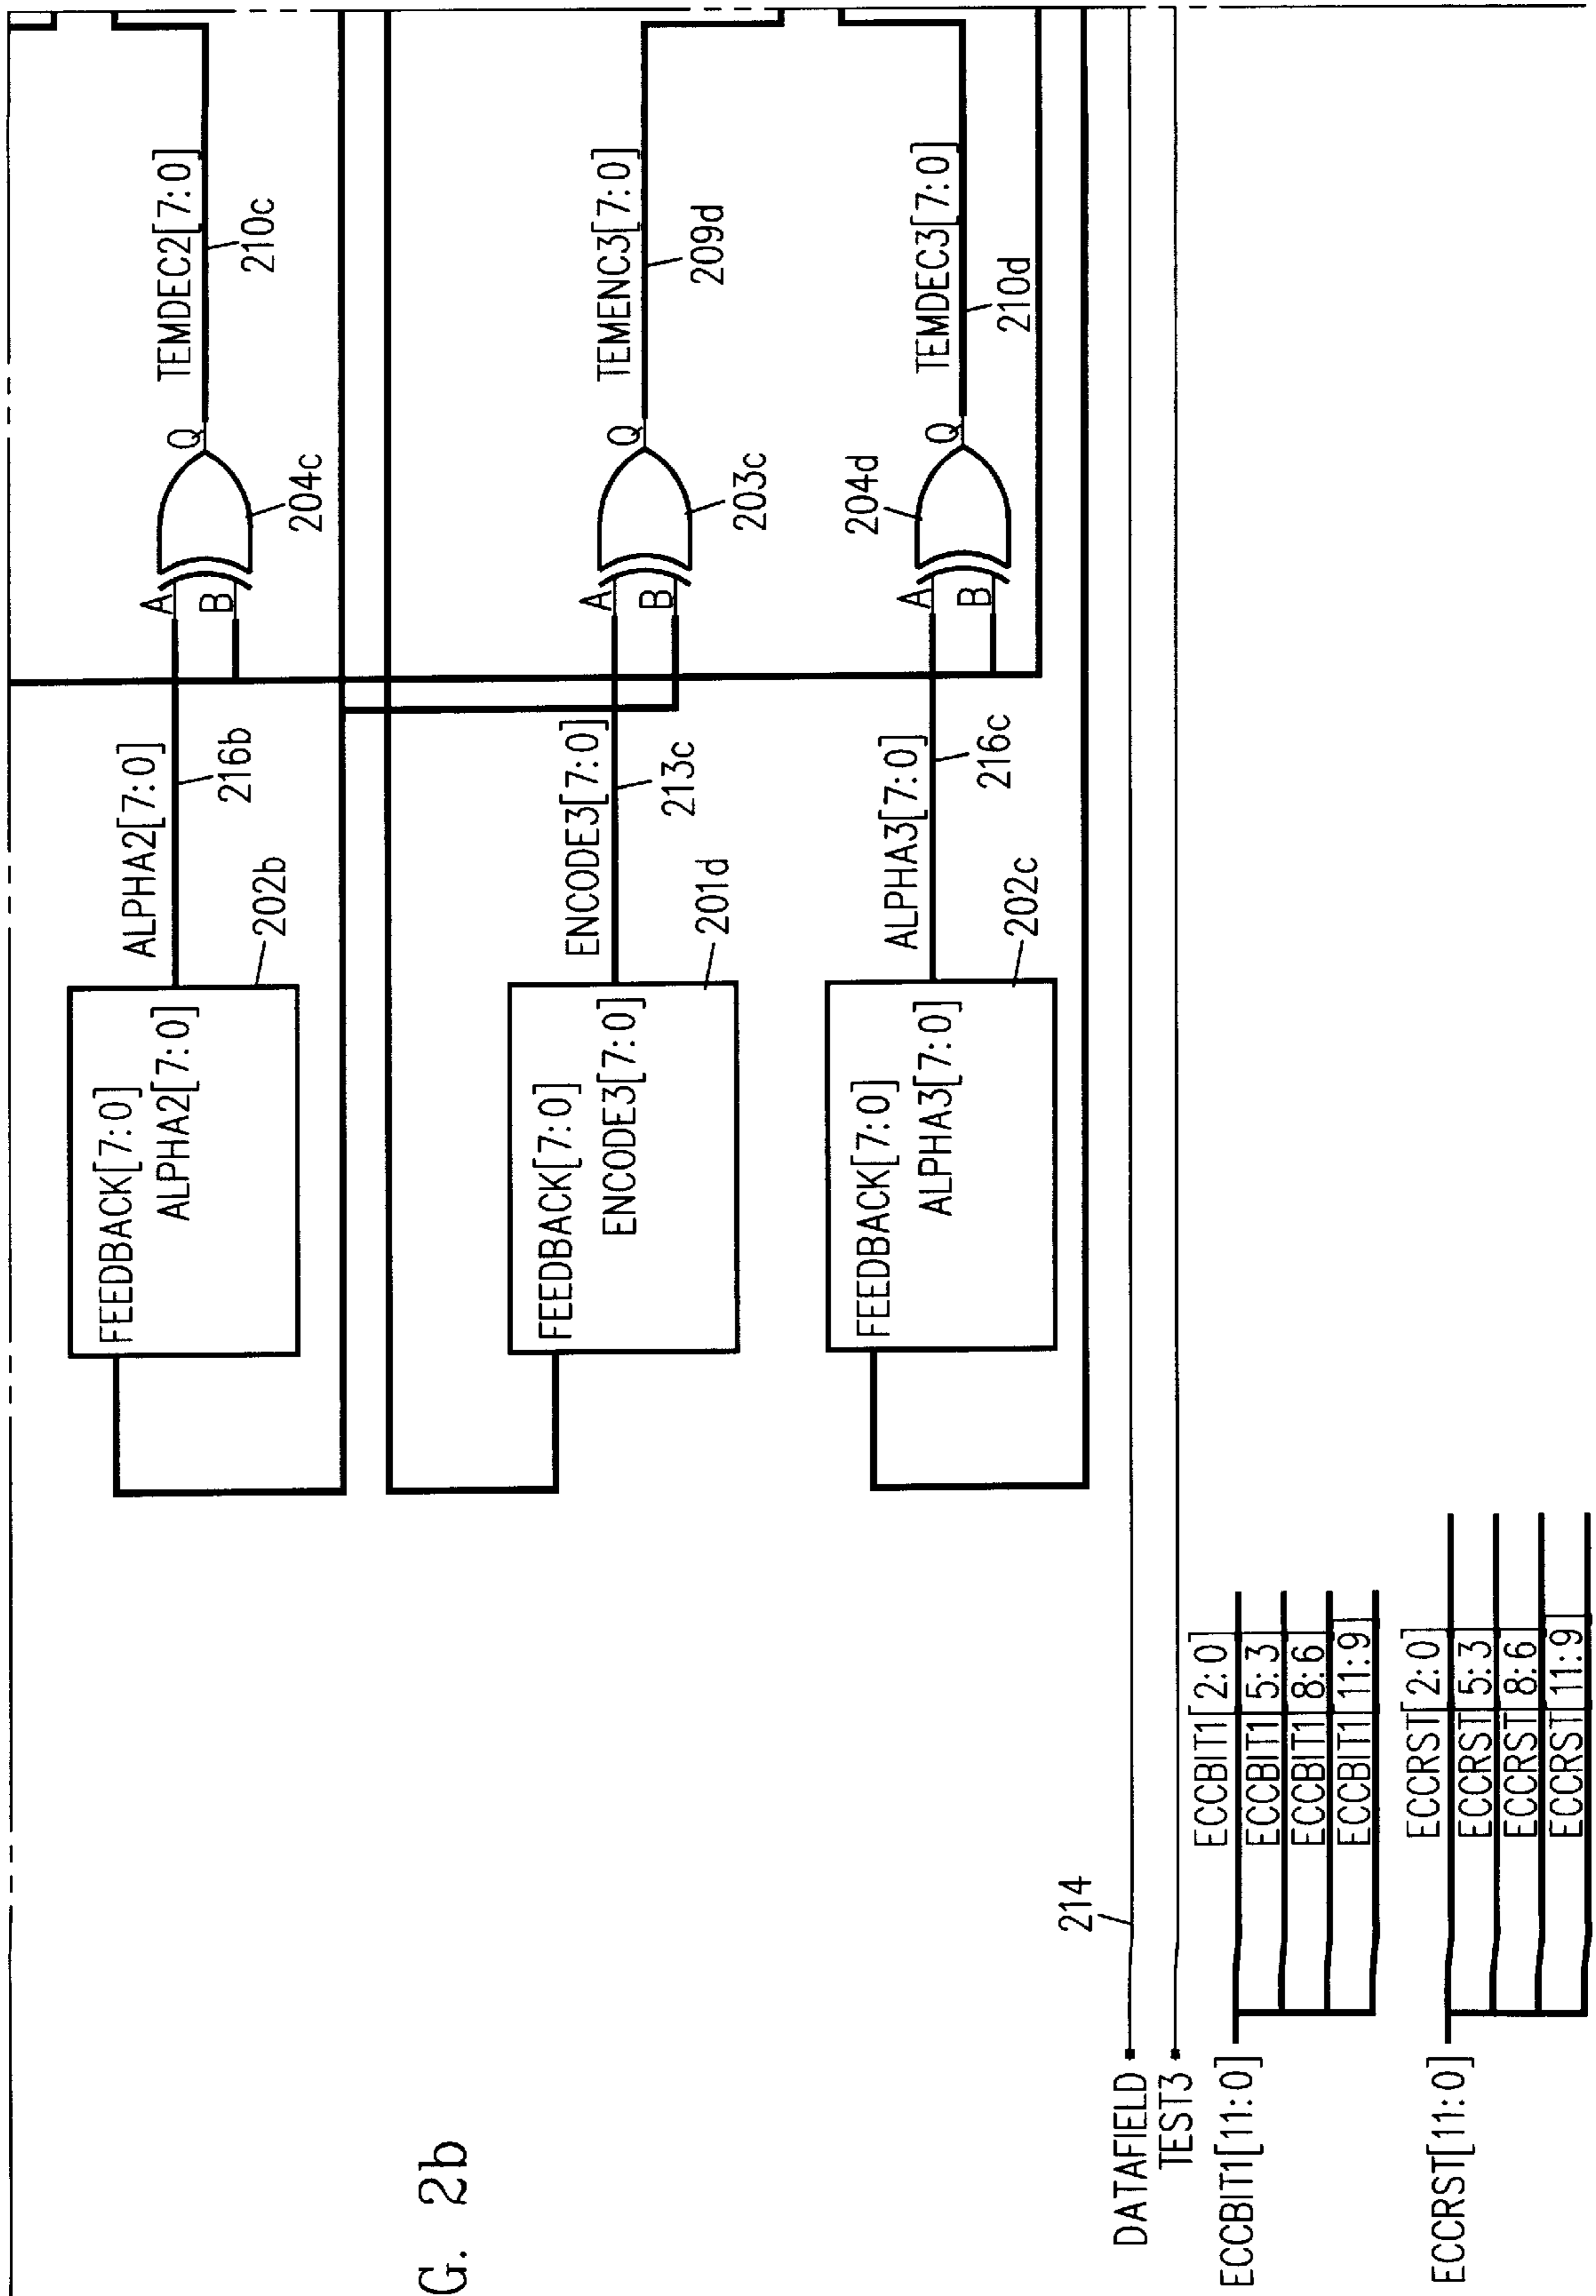 ALPHA2[7:0]
TEMDEC2[7:0]
FEEDBACK[7:0]
ALPHA2[7:0]
A
B
Q
216b
210c
202b
204c
ENCODE3[7:0]
TEMENC3[7:0]
FEEDBACK[7:0]
ENCODE3[7:0]
A
B
Q
213c
209d
201d
203c
204d
ALPHA3[7:0]
TEMDEC3[7:0]
FEEDBACK[7:0]
ALPHA3[7:0]
A
B
Q
216c
210d
202c
G. 2b
214
DATAFIELD
TEST3
ECCBIT1[11:0]
ECCBIT1[2:0]
ECCBIT1[5:3]
ECCBIT1[8:6]
ECCBIT1[11:9]
ECCRST[11:0]
ECCRST[2:0]
ECCRST[5:3]
ECCRST[8:6]
ECCRST[11:9]